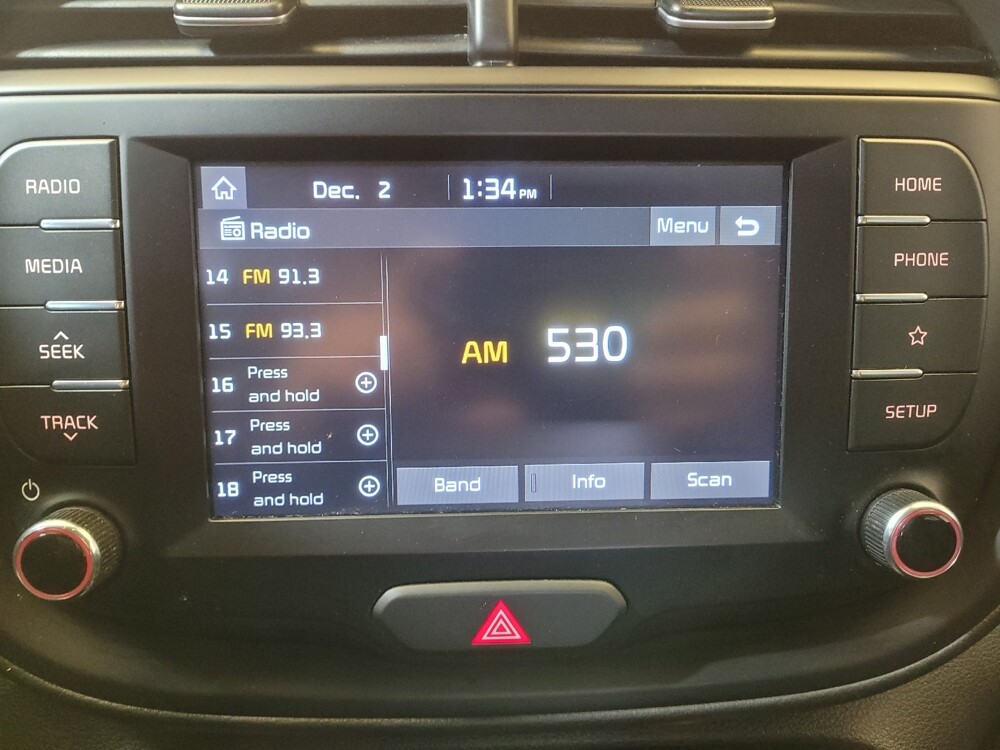 RADIO
MEDIA
SEEK
TRACK
Dec. 2
1:34 PM
Radio
Menu
14 FM 91.3
15 FM 93.3
16 Press
and hold
17 Press
and hold
18 Press
and hold
AM 530
Band
Info
Scan
HOME
PHONE
SETUP